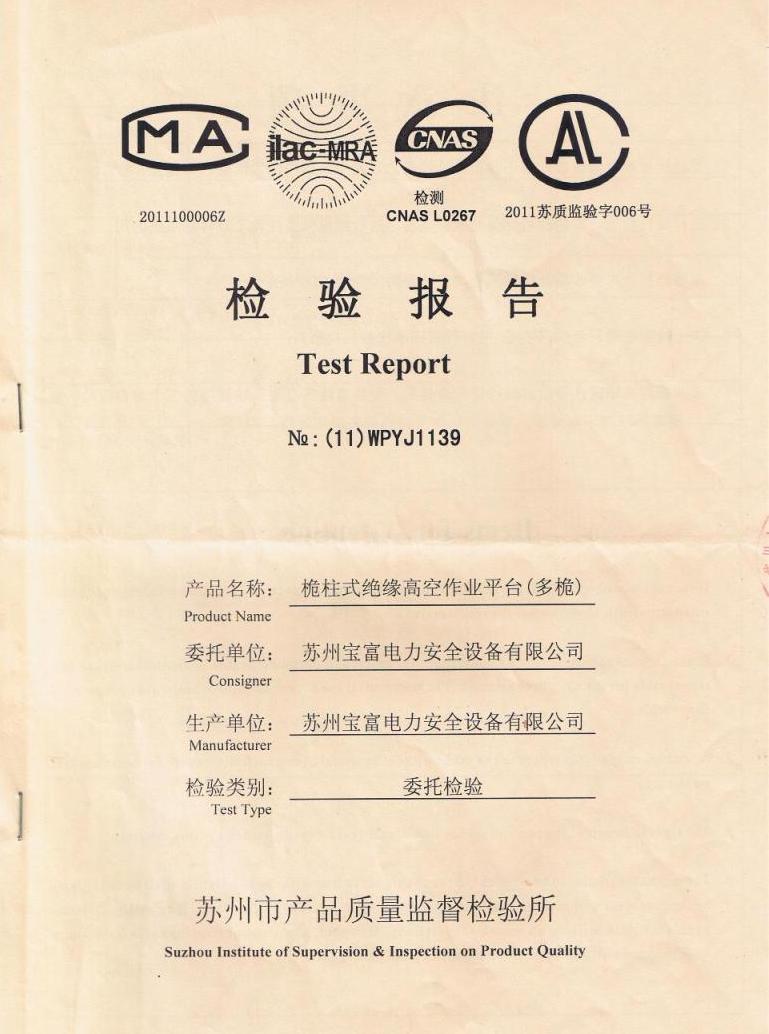 MA
ilac-MRA
CNAS
AL
2011100006Z
检测
CNAS L0267
2011苏质监验字006号
检 验 报 告
Test Report
№:(11)WPYJ1139
产品名称: 桅柱式绝缘高空作业平台(多桅)
Product Name
委托单位: 苏州宝富电力安全设备有限公司
Consigner
生产单位: 苏州宝富电力安全设备有限公司
Manufacturer
检验类别: 委托检验
Test Type
苏州市产品质量监督检验所
Suzhou Institute of Supervision & Inspection on Product Quality